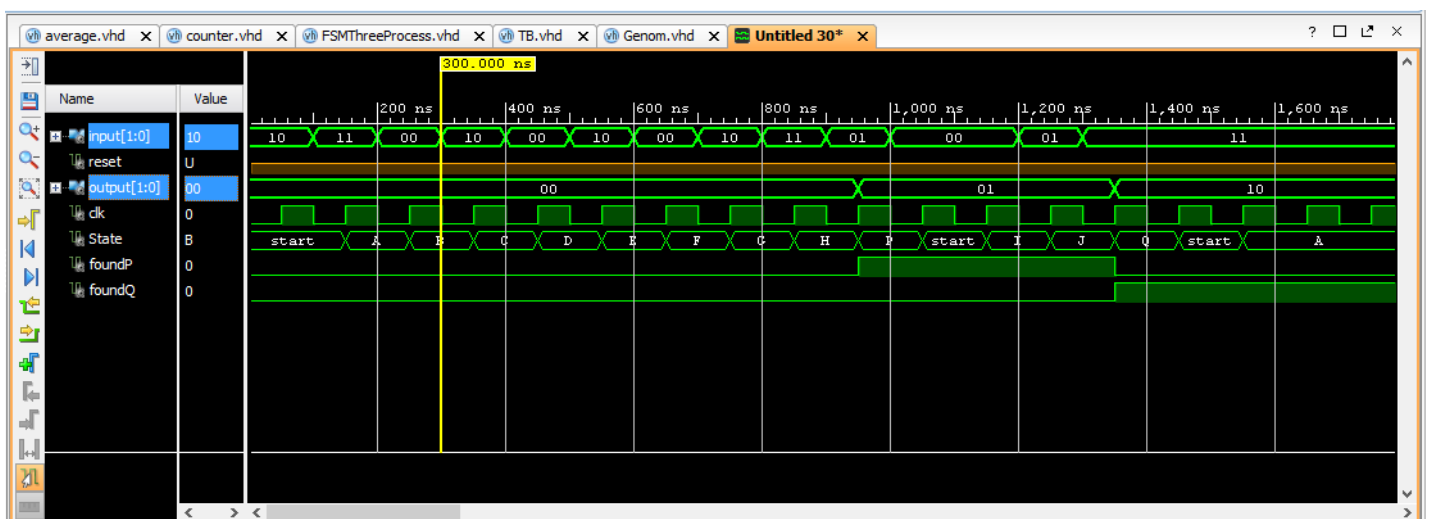 average.vhd counter.vhd FSMThreeProcess.vhd TB.vhd Genom.vhd Untitled 30*
300.000 ns
Name Value
200 ns 400 ns 600 ns 800 ns 1,000 ns 1,200 ns 1,400 ns 1,600 ns
input[1:0] 10 10 11 00 10 00 10 00 10 11 01 00 01 11
reset U
output[1:0] 00 00 01 10
clk 0
State B start A B C D E F G H P start I J Q start A
foundP 0
foundQ 0